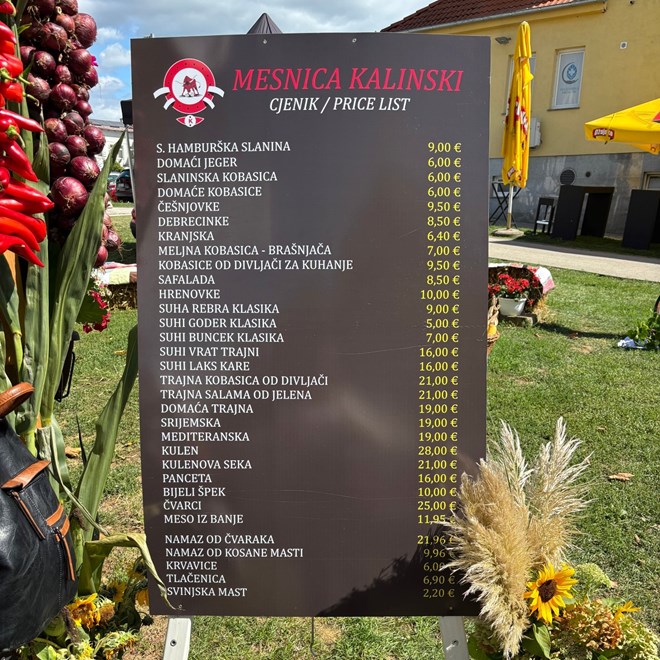 MESNICA KALINSKI
CJENIK / PRICE LIST
S. HAMBURŠKA SLANINA 9,00 €
DOMAĆI JEGER 6,00 €
SLANINSKA KOBASICA 6,00 €
DOMAĆE KOBASICE 6,00 €
ČEŠNJOVKE 9,50 €
DEBRECINKE 8,50 €
KRANJSKA 6,40 €
MELJNA KOBASICA - BRAŠNJAČA 7,00 €
KOBASICE OD DIVLJAČI ZA KUHANJE 9,50 €
SAFALADA 8,50 €
HRENOVKE 10,00 €
SUHA REBRA KLASIKA 9,00 €
SUHI GODER KLASIKA 5,00 €
SUHI BUNCEK KLASIKA 7,00 €
SUHI VRAT TRAJNI 16,00 €
SUHI LAKS KARE 16,00 €
TRAJNA KOBASICA OD DIVLJAČI 21,00 €
TRAJNA SALAMA OD JELENA 21,00 €
DOMAĆA TRAJNA 19,00 €
SRIJEMSKA 19,00 €
MEDITERANSKA 19,00 €
KULEN 28,00 €
KULENOVA SEKA 21,00 €
PANCETA 16,00 €
BIJELI ŠPEK 10,00 €
ČVARCI 25,00 €
MESO IZ BANJE 11,95 €
NAMAZ OD ČVARAKA 21,96 €
NAMAZ OD KOSANE MASTI 9,96
KRVAVICE
TLAČENICA 6,90 €
SVINJSKA MAST 2,20 €